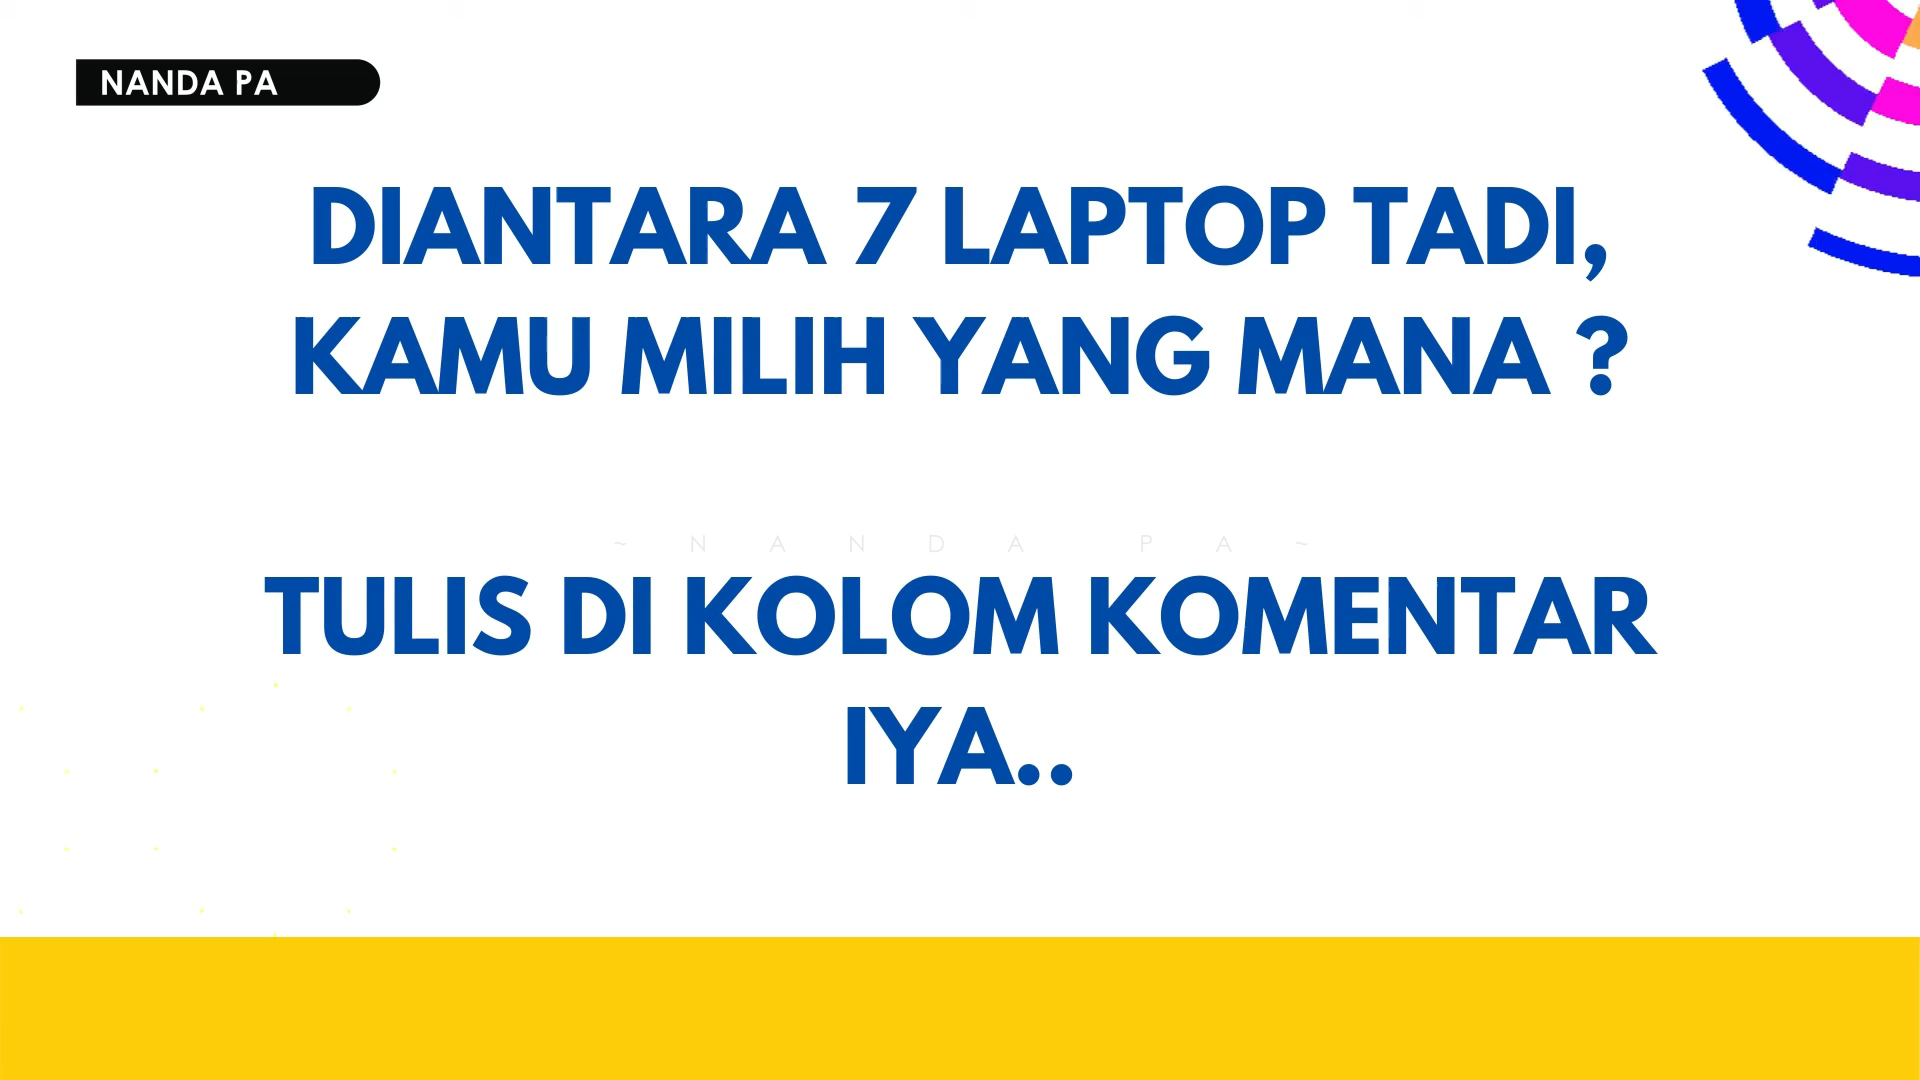 NANDA PA
DIANTARA 7 LAPTOP TADI,
KAMU MILIH YANG MANA ?
~ N A N D A P A ~
TULIS DI KOLOM KOMENTAR
IYA..